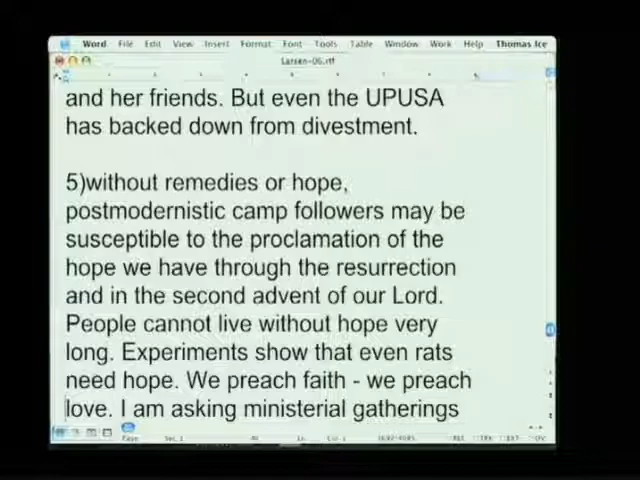 Word File Edit View Insert Format Font Tools Table Window Work Help Thomas Ice
Larsen-06.rtf
and her friends. But even the UPUSA
has backed down from divestment.
5)without remedies or hope,
postmodernistic camp followers may be
susceptible to the proclamation of the
hope we have through the resurrection
and in the second advent of our Lord.
People cannot live without hope very
long. Experiments show that even rats
need hope. We preach faith - we preach
love. I am asking ministerial gatherings
Page Sec 1